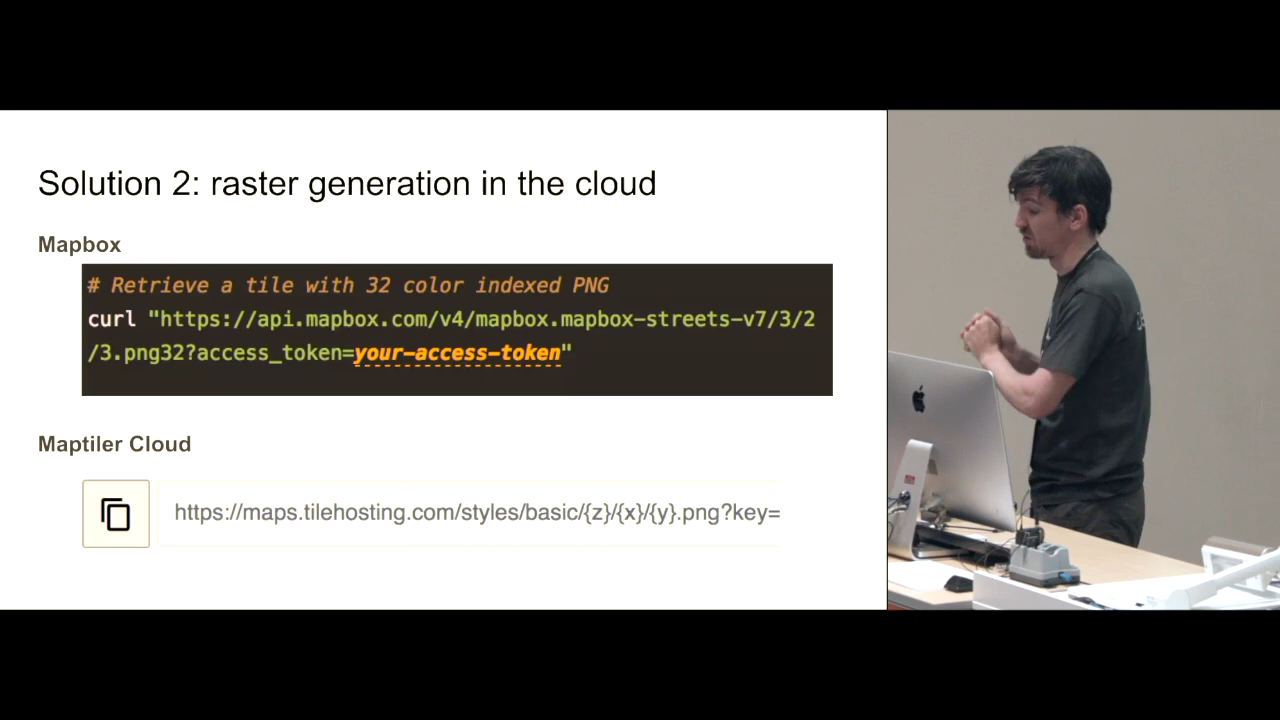 Solution 2: raster generation in the cloud
Mapbox
# Retrieve a tile with 32 color indexed PNG
curl "https://api.mapbox.com/v4/mapbox.mapbox-streets-v7/3/2
/3.png32?access_token=your-access-token"
Maptiler Cloud
https://maps.tilehosting.com/styles/basic/{z}/{x}/{y}.png?key=